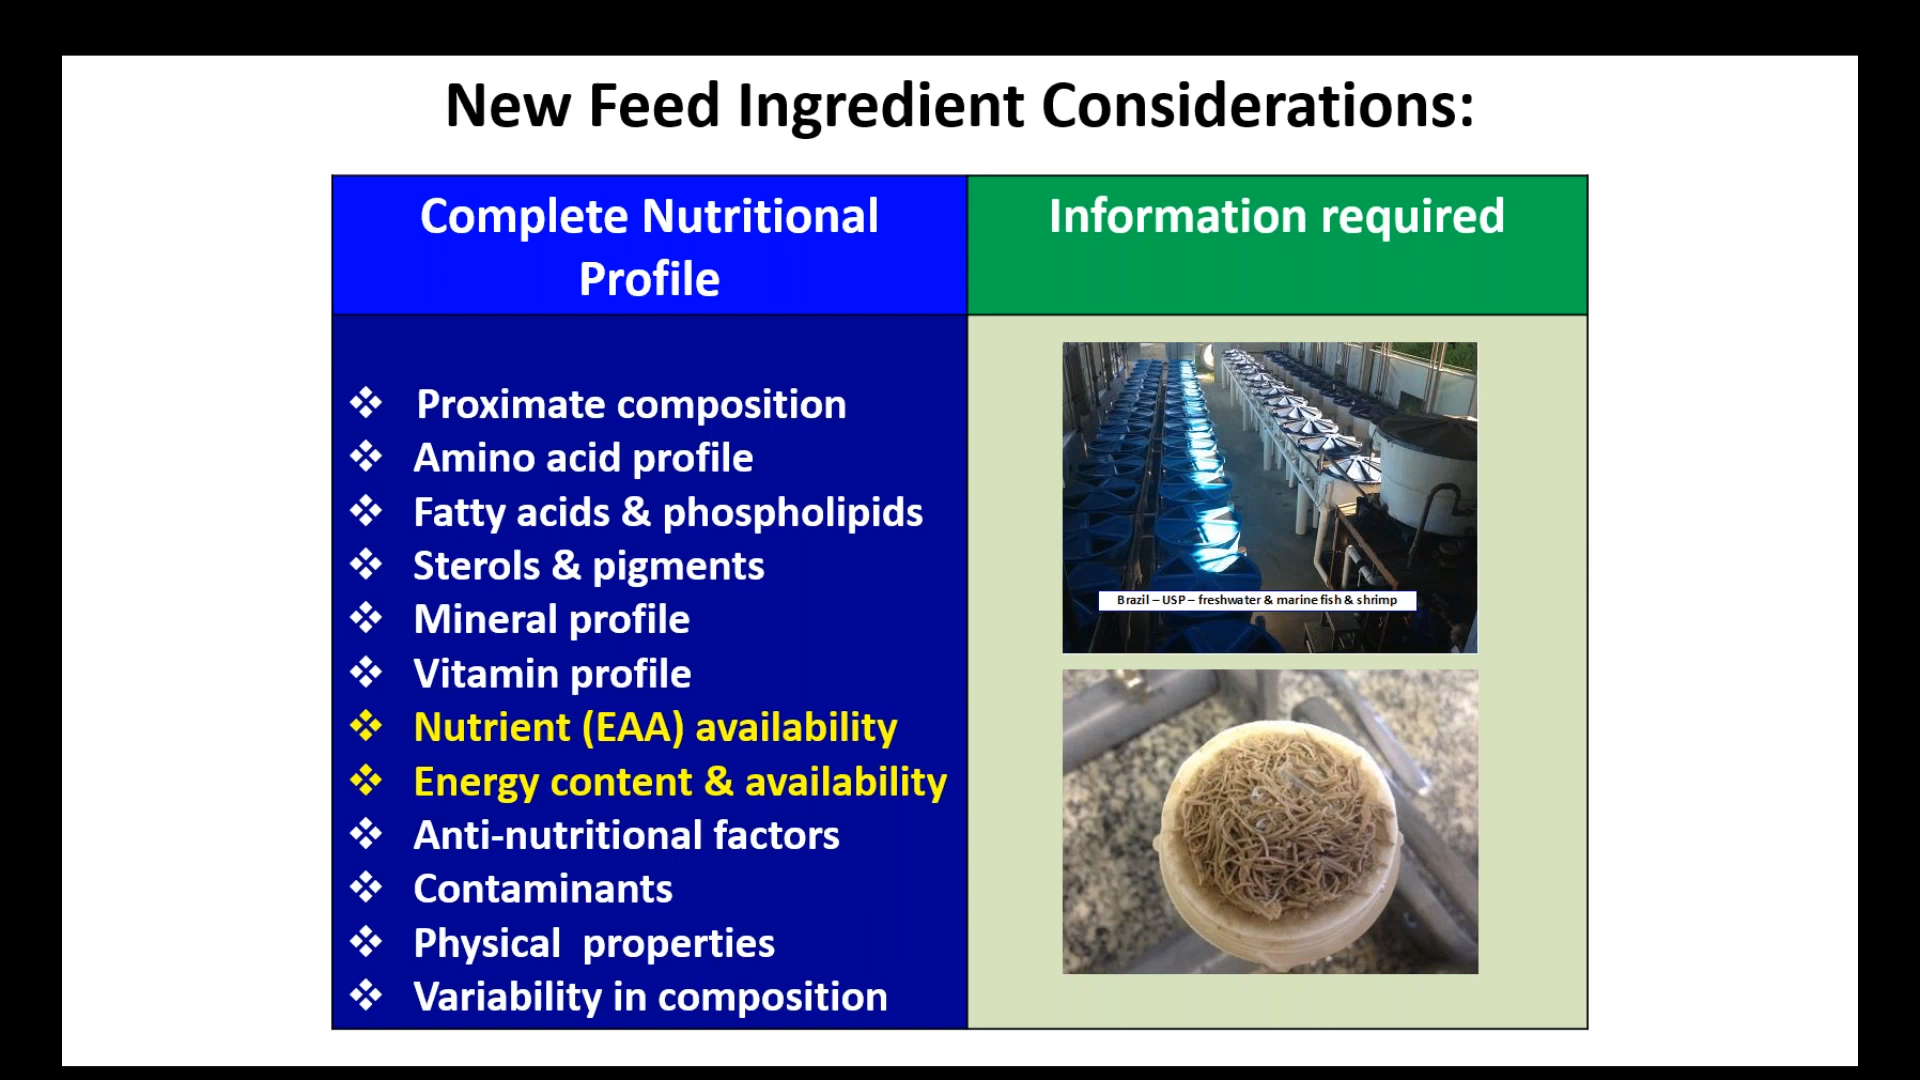 New Feed Ingredient Considerations:
Complete Nutritional
Profile
Information required
❖ Proximate composition
❖ Amino acid profile
❖ Fatty acids & phospholipids
❖ Sterols & pigments
❖ Mineral profile
❖ Vitamin profile
❖ Nutrient (EAA) availability
❖ Energy content & availability
❖ Anti-nutritional factors
❖ Contaminants
❖ Physical  properties
❖ Variability in composition
Brazil – USP – freshwater & marine fish & shrimp